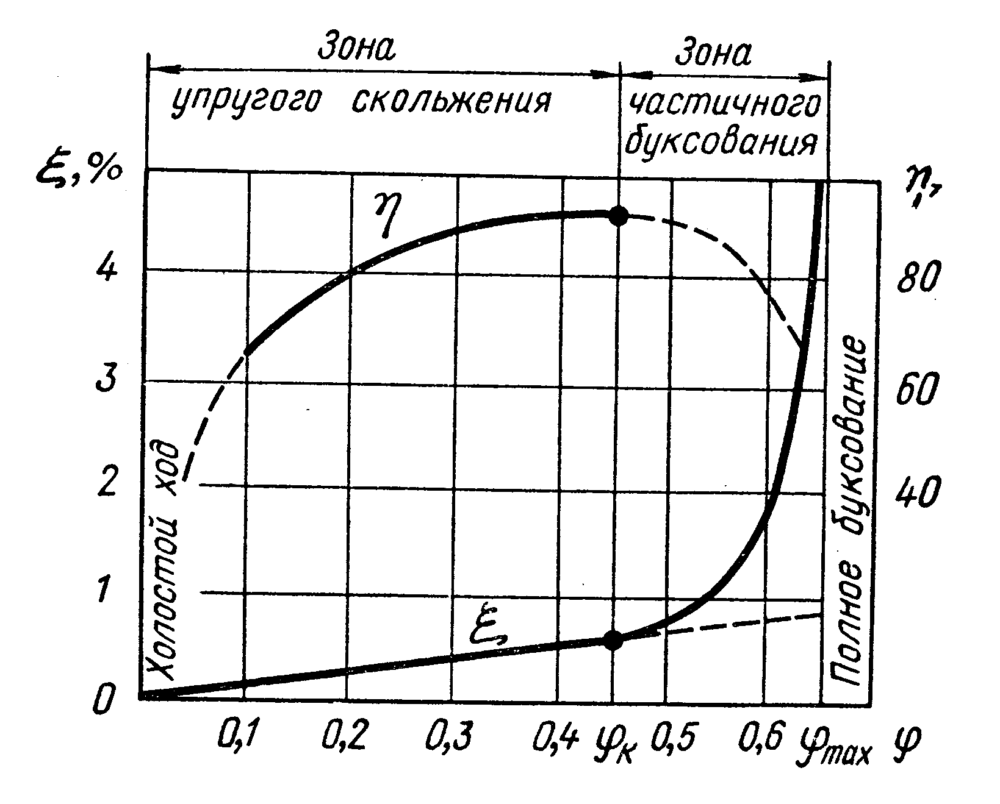 Зона
упругого скольжения
Зона
частичного
буксования
ξ, %
η,
η
4
80
3
60
2
40
1
0
Холостой ход
Полное буксование
ξ
0,1 0,2 0,3 0,4 φк 0,5 0,6 φmax φ